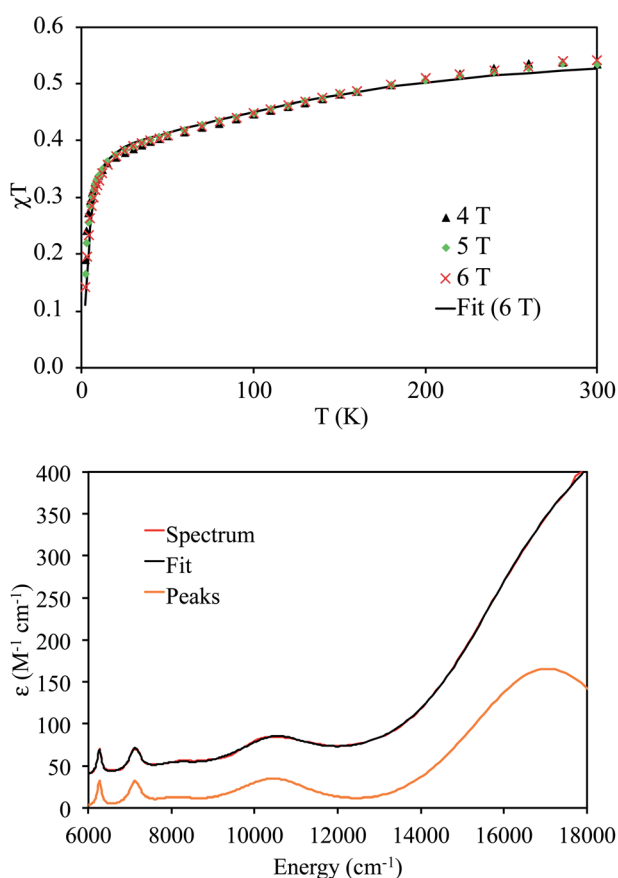 0.6
0.5
0.4
χT
0.3
4 T
0.2
5 T
6 T
0.1
Fit (6 T)
0.0
0 100 200 300
T (K)
400
350
Spectrum
300
Fit
250
Peaks
ε (M⁻¹ cm⁻¹)
200
150
100
50
0
6000 8000 10000 12000 14000 16000 18000
Energy (cm⁻¹)